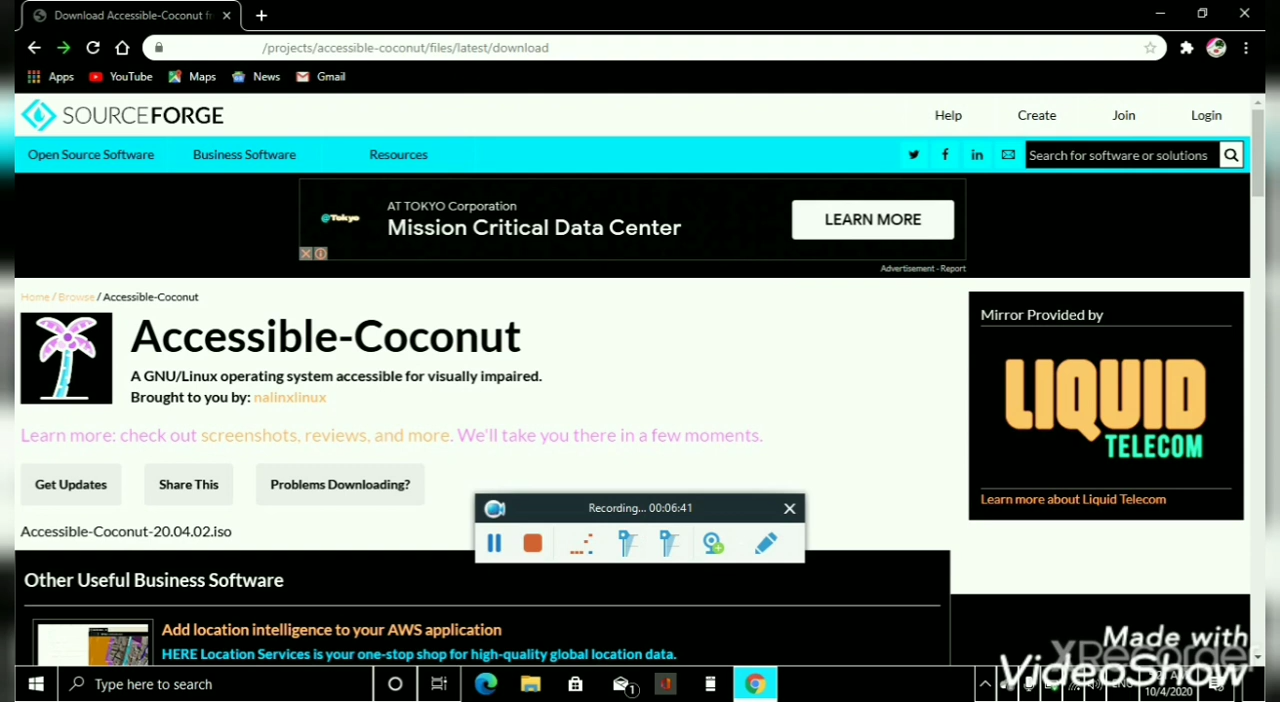 Download Accessible-Coconut fr
/projects/accessible-coconut/files/latest/download
Apps YouTube Maps News Gmail
SOURCEFORGE
Help Create Join Login
Open Source Software Business Software Resources
Search for software or solutions
@Tokyo
AT TOKYO Corporation
Mission Critical Data Center
LEARN MORE
Advertisement - Report
Home / Browse / Accessible-Coconut
Accessible-Coconut
A GNU/Linux operating system accessible for visually impaired.
Brought to you by: nalinxlinux
Learn more: check out screenshots, reviews, and more. We'll take you there in a few moments.
Get Updates Share This Problems Downloading?
Accessible-Coconut-20.04.02.iso
Mirror Provided by
LIQUID
TELECOM
Learn more about Liquid Telecom
Recording... 00:06:41
Other Useful Business Software
Add location intelligence to your AWS application
HERE Location Services is your one-stop shop for high-quality global location data.
Made with
XRecorder
VideoShow
Type here to search
1
10/4/2020